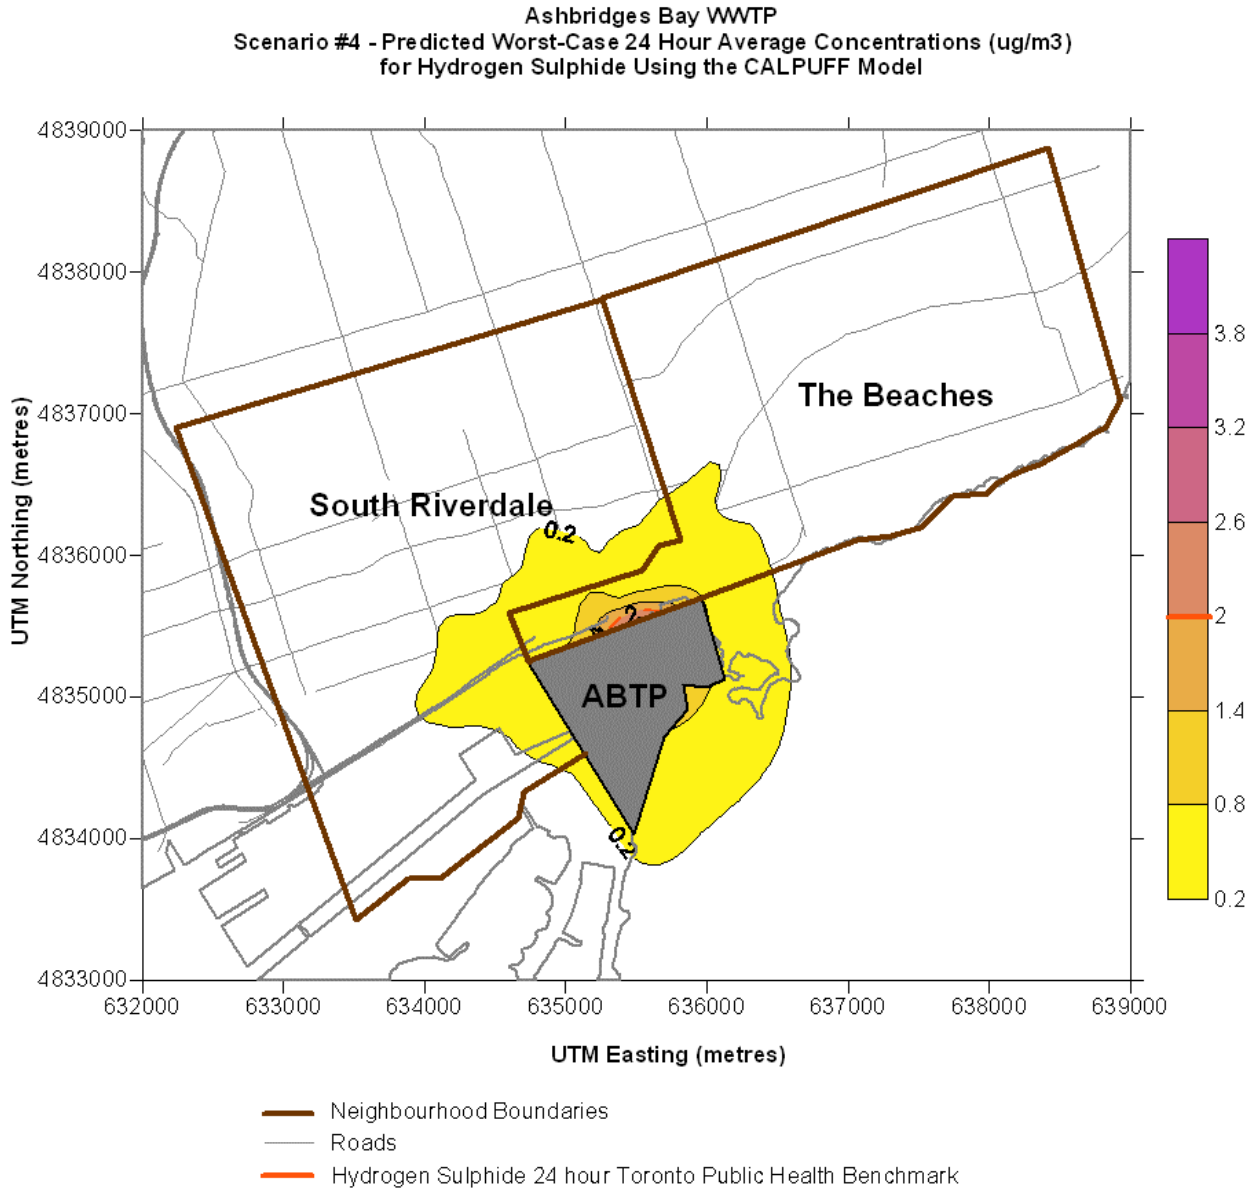 Ashbridges Bay WWTP
Scenario #4 - Predicted Worst-Case 24 Hour Average Concentrations (ug/m3)
for Hydrogen Sulphide Using the CALPUFF Model
4839000
4838000
4837000
4836000
4835000
4834000
4833000
UTM Northing (metres)
The Beaches
South Riverdale
0.2
2
ABTP
0.2
3.8
3.2
2.6
2
1.4
0.8
0.2
632000 633000 634000 635000 636000 637000 638000 639000
UTM Easting (metres)
Neighbourhood Boundaries
Roads
Hydrogen Sulphide 24 hour Toronto Public Health Benchmark